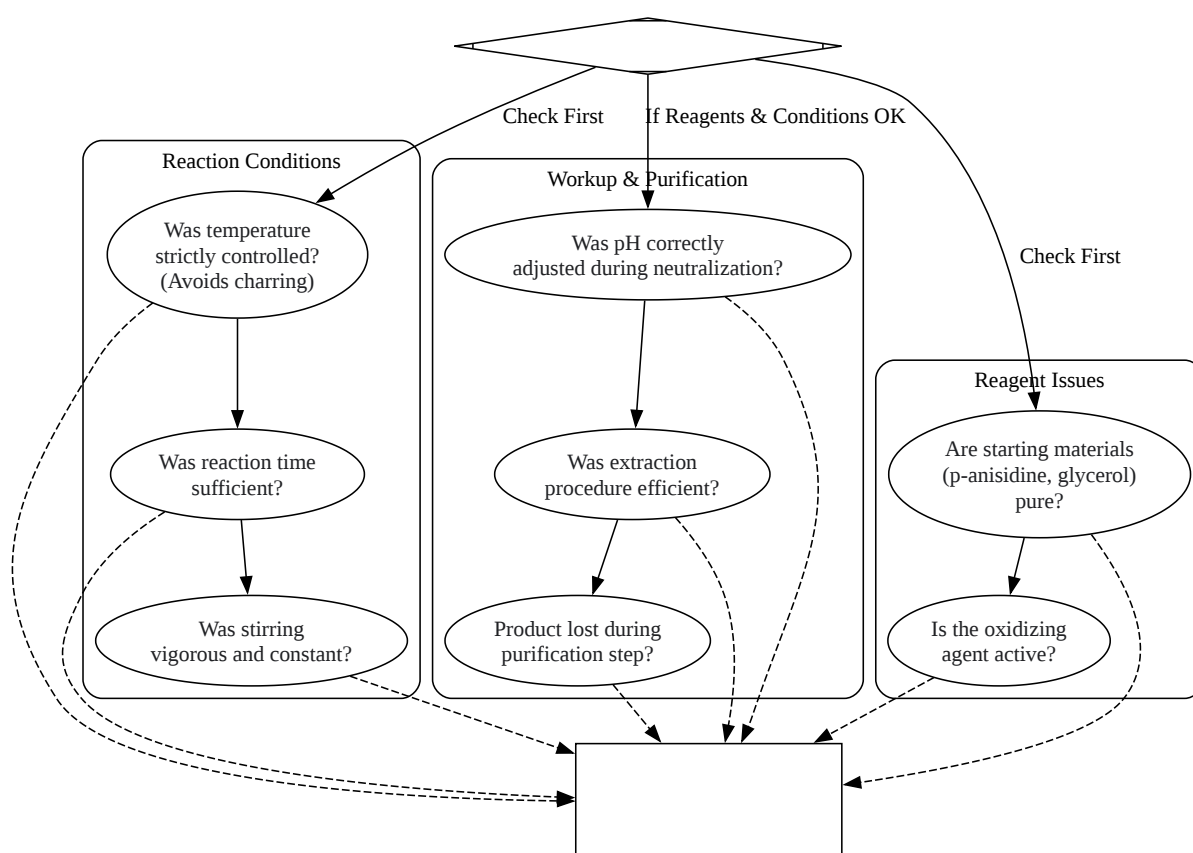 Check First
If Reagents & Conditions OK
Reaction Conditions
Was temperature
strictly controlled?
(Avoids charring)
Was reaction time
sufficient?
Was stirring
vigorous and constant?
Workup & Purification
Was pH correctly
adjusted during neutralization?
Was extraction
procedure efficient?
Product lost during
purification step?
Check First
Reagent Issues
Are starting materials
(p-anisidine, glycerol)
pure?
Is the oxidizing
agent active?